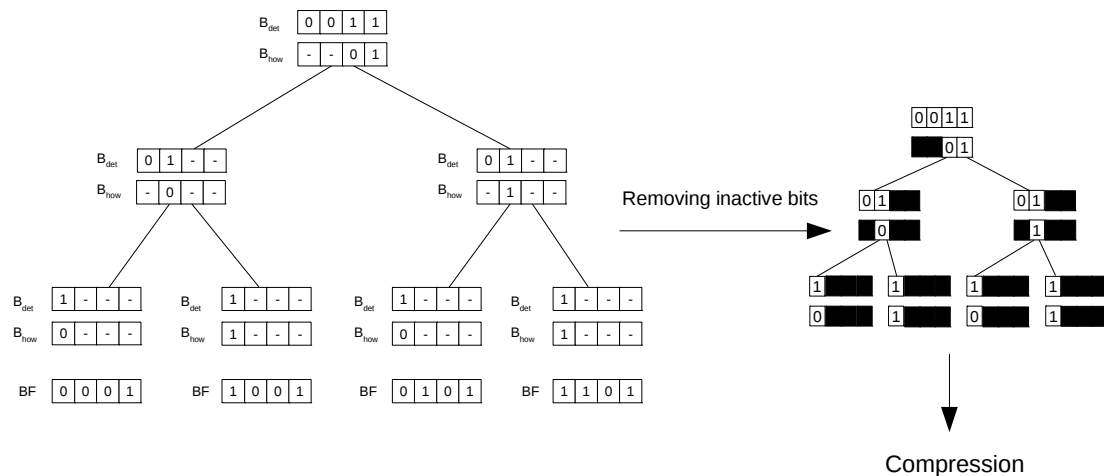 B_det 0 0 1 1
B_how - - 0 1
B_det 0 1 - -
B_how - 0 - -
B_det 0 1 - -
B_how - 1 - -
B_det 1 - - -
B_how 0 - - -
B_det 1 - - -
B_how 1 - - -
B_det 1 - - -
B_how 0 - - -
B_det 1 - - -
B_how 1 - - -
BF 0 0 0 1
BF 1 0 0 1
BF 0 1 0 1
BF 1 1 0 1
Removing inactive bits
0 0 1 1
0 1
0 1
0
0 1
1
1
0
1
1
1
0
1
1
Compression